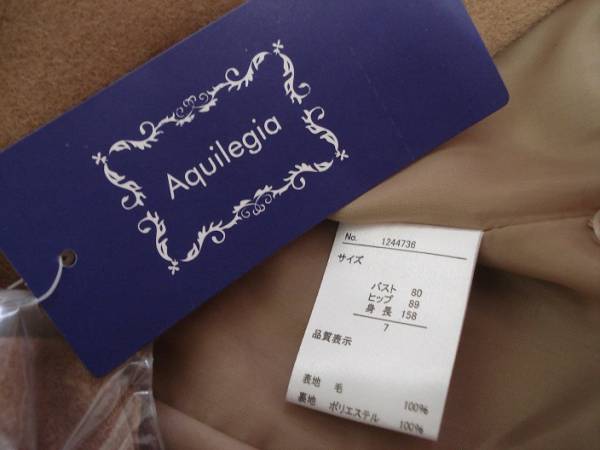 Aquilegia
No. 1244736
サイズ
バスト 80
ヒップ 89
身長 158
7
品質表示
表地 毛 100%
裏地 ポリエステル 100%